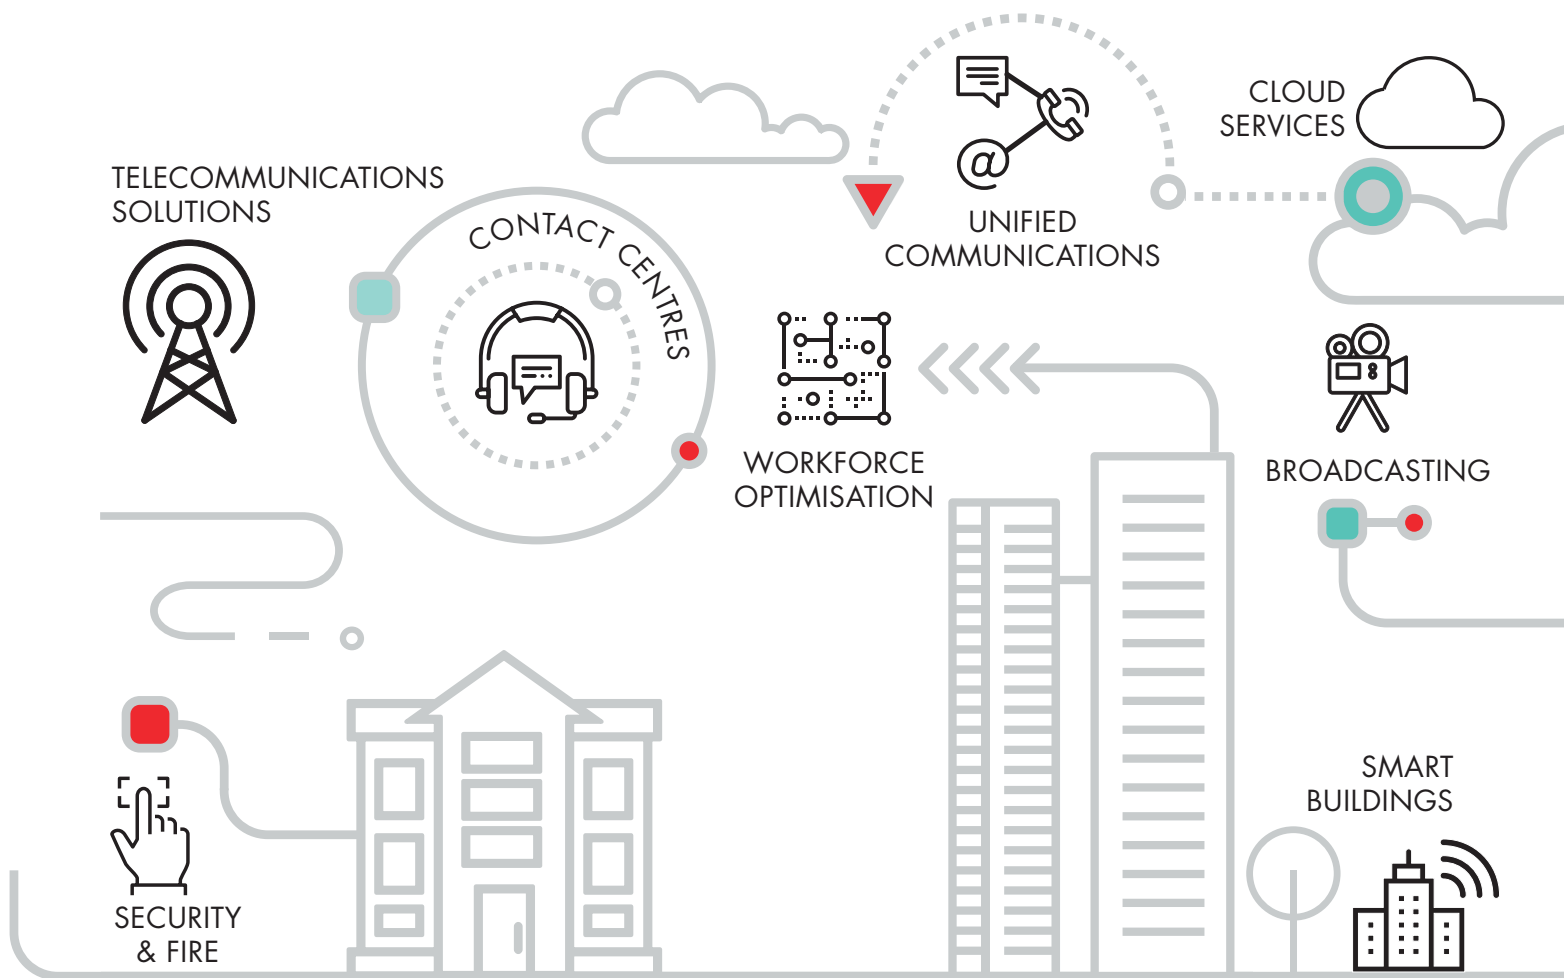 TELECOMMUNICATIONS
SOLUTIONS
CONTACT CENTRES
UNIFIED
COMMUNICATIONS
@
CLOUD
SERVICES
WORKFORCE
OPTIMISATION
BROADCASTING
SECURITY
& FIRE
SMART
BUILDINGS